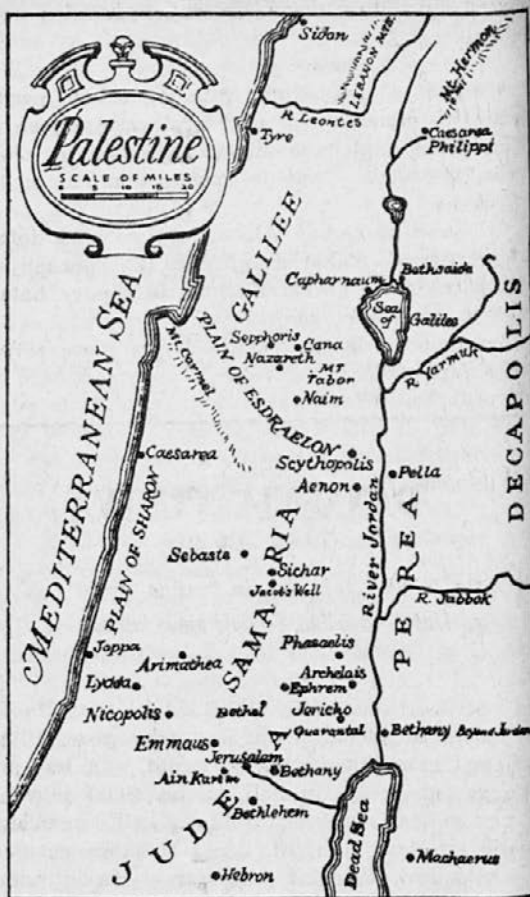 Palestine
SCALE OF MILES
0 5 10 15 20
Sidon
LEBANON MTS.
Mt. Hermon
R. Leontes
Tyre
Caesarea
Philippi
GALILEE
MEDITERRANEAN SEA
Capharnaum
Bethsaida
Sea
of
Galilee
Sepphoris
Cana
Nazareth
MT
Tabor
Naim
Mt. Carmel
PLAIN OF ESDRAELON
R. Yarmuk
DECAPOLIS
Caesarea
Scythopolis
Aenon
Pella
PLAIN OF SHARON
SAMARIA
River Jordan
PEREA
Sebaste
Sichar
Jacob's Well
R. Jabbok
Joppa
Arimathea
Phasaelis
Lydda
Archelais
Ephrem
Nicopolis
Bethel
Jericho
Quarantal
Bethany Beyond Jordan
Emmaus
Jerusalem
Ain Karim
Bethany
Bethlehem
JUDEA
Dead Sea
Machaerus
Hebron